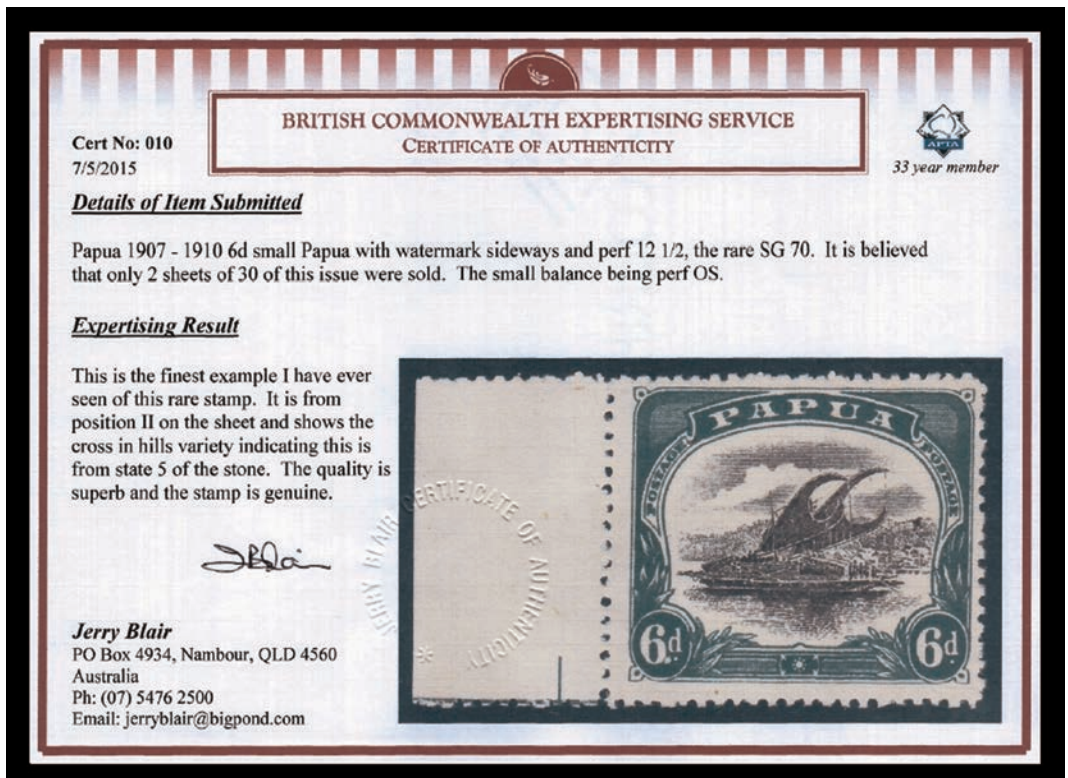 BRITISH COMMONWEALTH EXPERTISING SERVICE
CERTIFICATE OF AUTHENTICITY
Cert No: 010
7/5/2015
APTA
33 year member
Details of Item Submitted
Papua 1907 - 1910 6d small Papua with watermark sideways and perf 12 1/2, the rare SG 70. It is believed
that only 2 sheets of 30 of this issue were sold. The small balance being perf OS.
Expertising Result
This is the finest example I have ever
seen of this rare stamp. It is from
position II on the sheet and shows the
cross in hills variety indicating this is
from state 5 of the stone. The quality is
superb and the stamp is genuine.
Jerry Blair
PO Box 4934, Nambour, QLD 4560
Australia
Ph: (07) 5476 2500
Email: jerryblair@bigpond.com
JERRY BLAIR CERTIFICATE OF AUTHENTICITY *
PAPUA
POSTAGE
POSTAGE
6d
6d